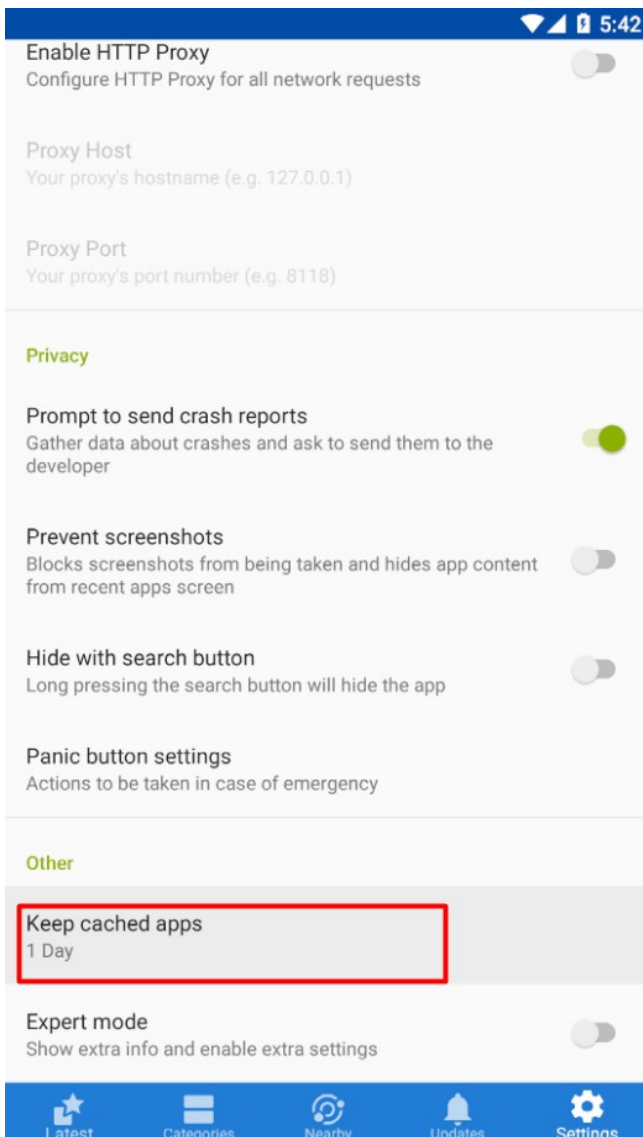 5:42
Enable HTTP Proxy
Configure HTTP Proxy for all network requests
Proxy Host
Your proxy's hostname (e.g. 127.0.0.1)
Proxy Port
Your proxy's port number (e.g. 8118)
Privacy
Prompt to send crash reports
Gather data about crashes and ask to send them to the
developer
Prevent screenshots
Blocks screenshots from being taken and hides app content
from recent apps screen
Hide with search button
Long pressing the search button will hide the app
Panic button settings
Actions to be taken in case of emergency
Other
Keep cached apps
1 Day
Expert mode
Show extra info and enable extra settings
Latest Categories Nearby Updates Settings